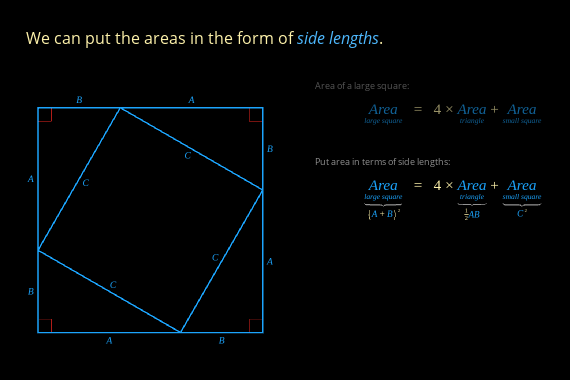 We can put the areas in the form of side lengths.
Area of a large square:
Area = 4 × Area + Area
large square triangle small square
Put area in terms of side lengths:
Area = 4 × Area + Area
large square triangle small square
(A + B)² ½AB C²
B A
B
A
C
C
C
C
A
B
A B